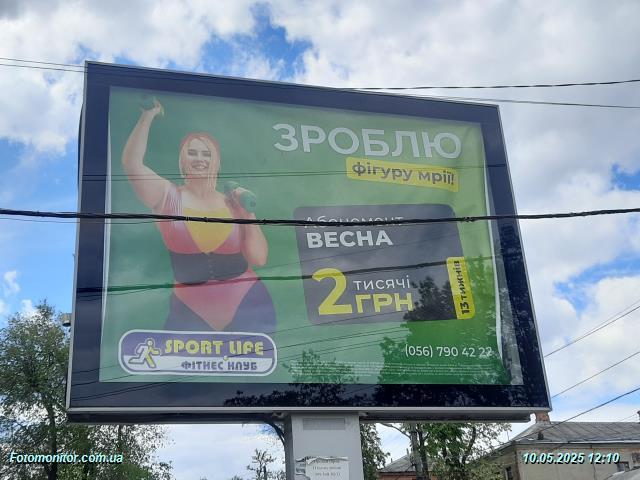 ЗРОБЛЮ
фігуру мрії!
Абонемент
ВЕСНА
2 тисячі
ГРН
13 тижнів
SPORT LIFE
ФІТНЕС КЛУБ
(056) 790 42 27
Fotomonitor.com.ua
10.05.2025 12:10